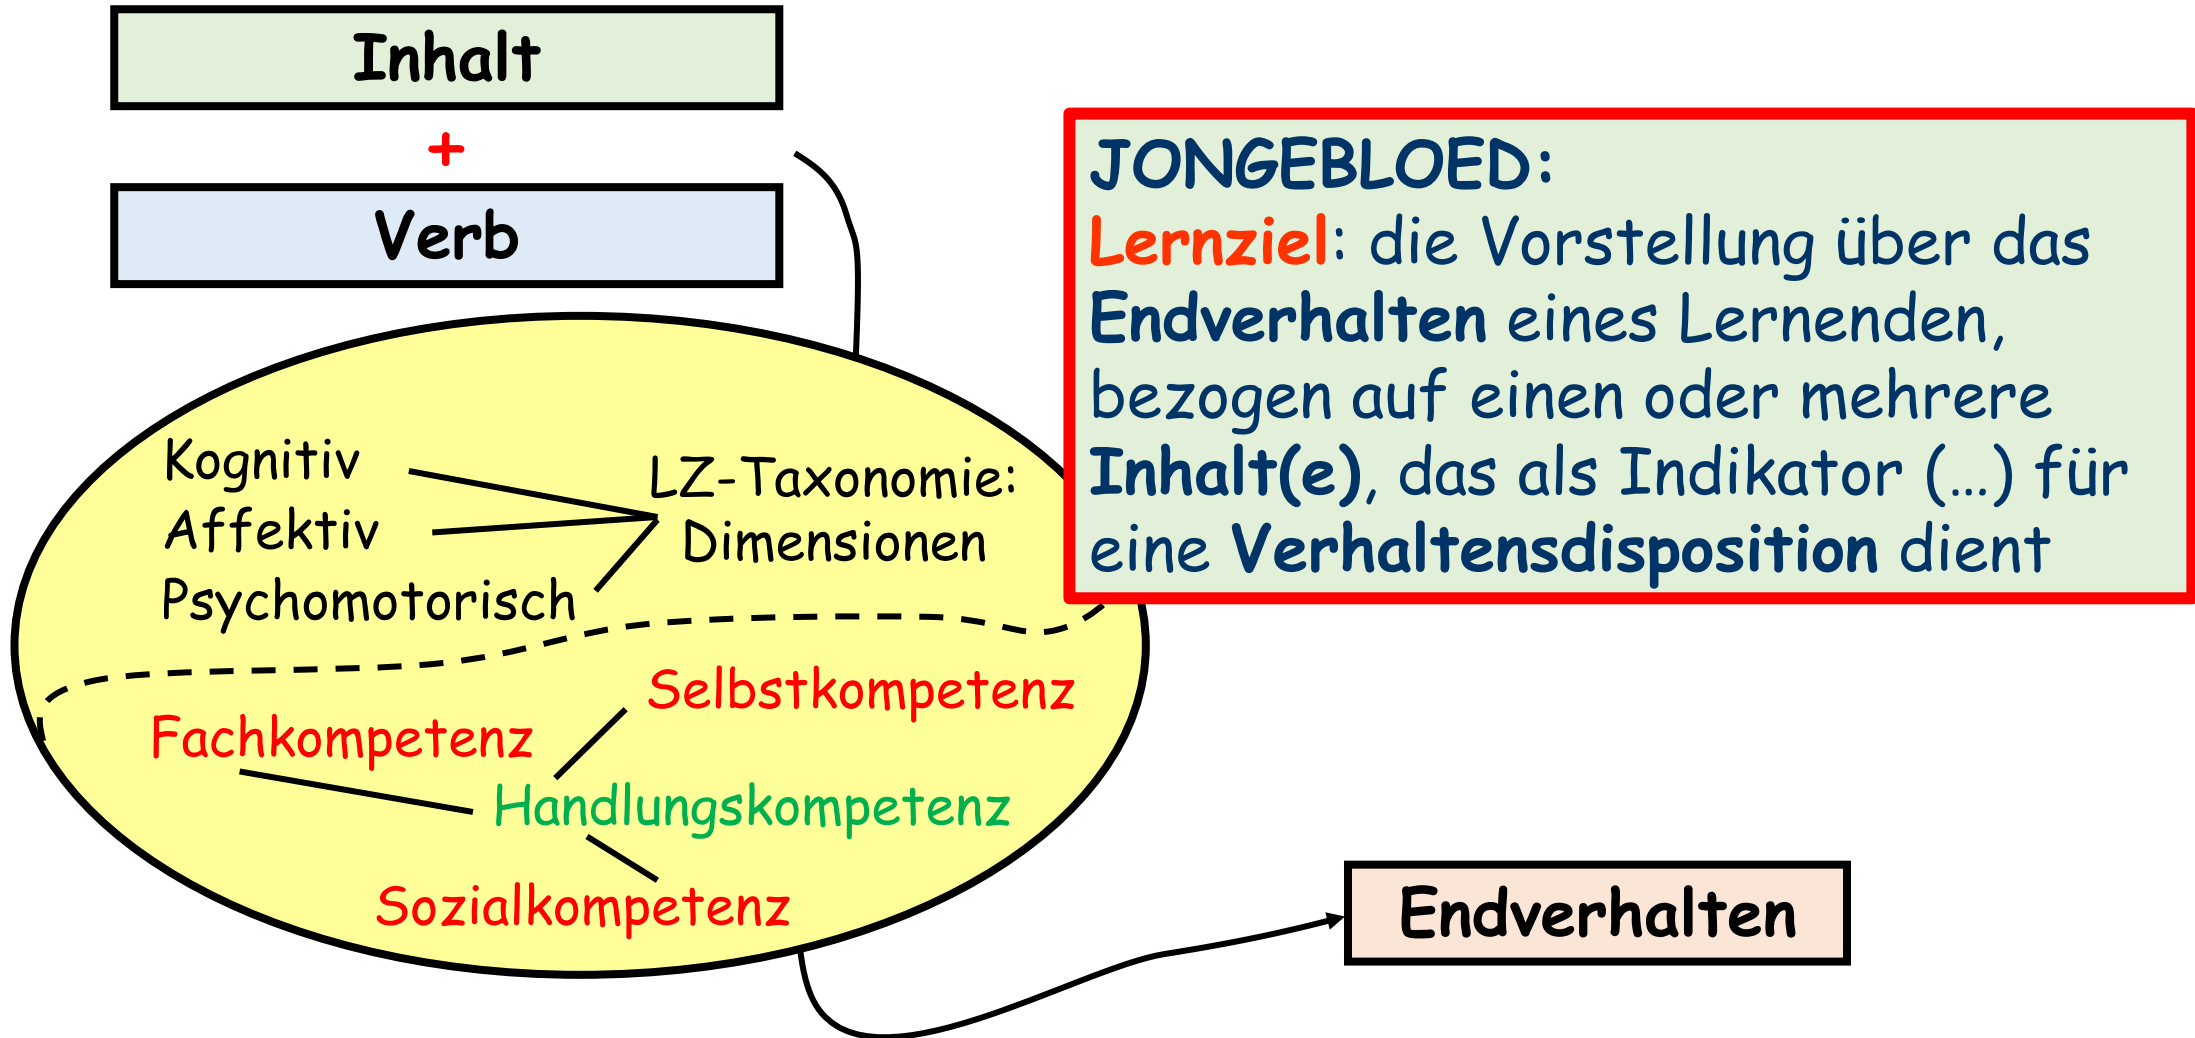 Inhalt
+
Verb
JONGEBLOED:
Lernziel: die Vorstellung über das
Endverhalten eines Lernenden,
bezogen auf einen oder mehrere
Inhalt(e), das als Indikator (…) für
eine Verhaltensdisposition dient
Kognitiv
Affektiv
Psychomotorisch
LZ-Taxonomie:
Dimensionen
Selbstkompetenz
Fachkompetenz
Handlungskompetenz
Sozialkompetenz
Endverhalten